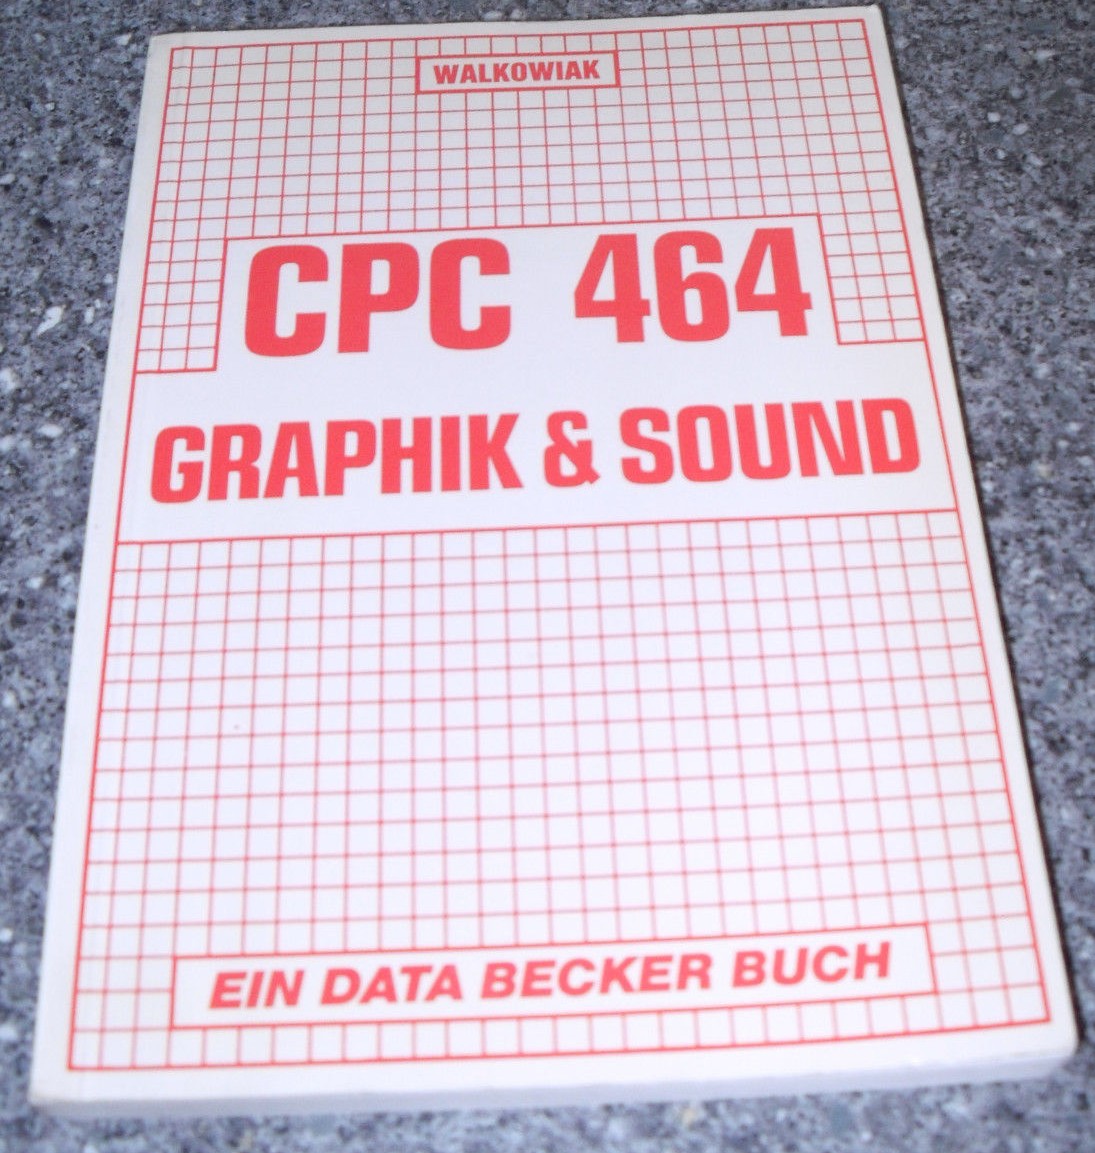 WALKOWIAK
CPC 464
GRAPHIK & SOUND
EIN DATA BECKER BUCH